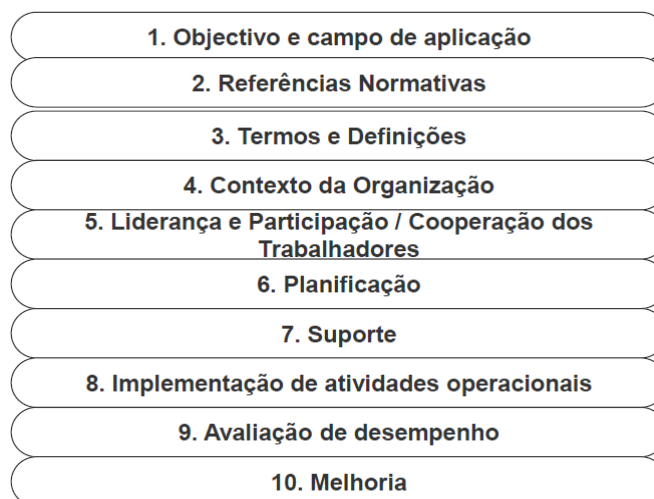 1. Objectivo e campo de aplicação
2. Referências Normativas
3. Termos e Definições
4. Contexto da Organização
5. Liderança e Participação / Cooperação dos
Trabalhadores
6. Planificação
7. Suporte
8. Implementação de atividades operacionais
9. Avaliação de desempenho
10. Melhoria